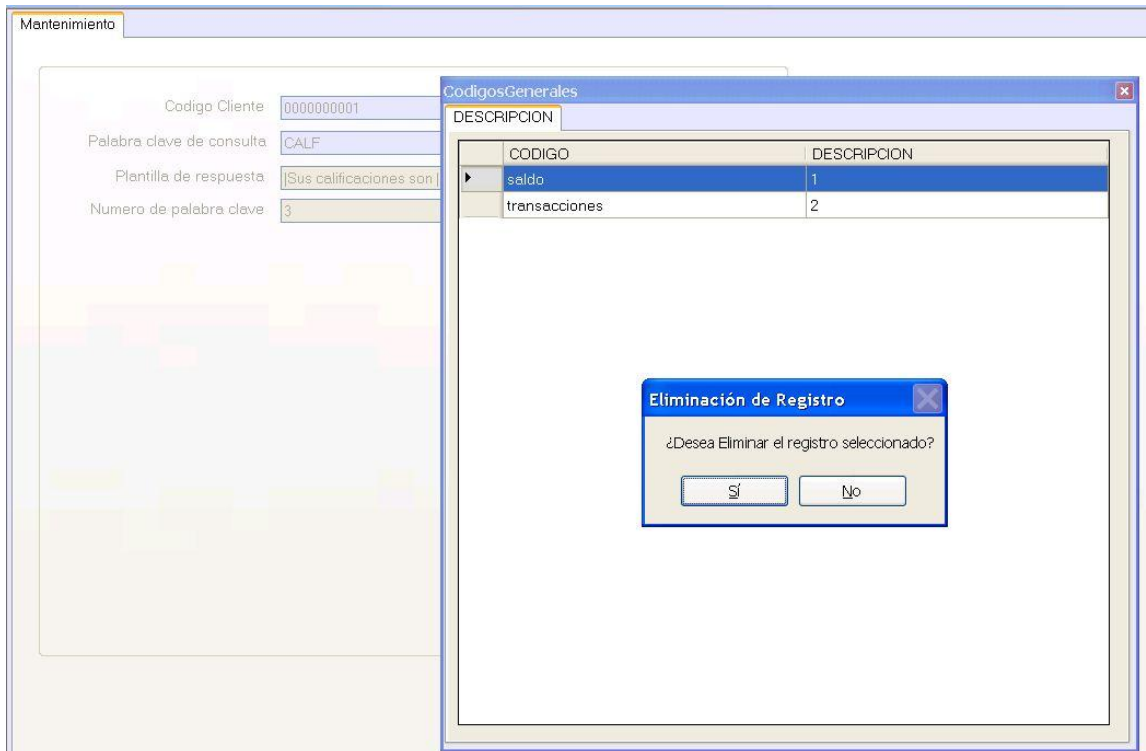 Mantenimiento
Codigo Cliente 0000000001
Palabra clave de consulta CALF
Plantilla de respuesta |Sus calificaciones son |
Numero de palabra clave 3
CodigosGenerales
DESCRIPCION
CODIGO DESCRIPCION
saldo 1
transacciones 2
Eliminación de Registro
¿Desea Eliminar el registro seleccionado?
Sí No